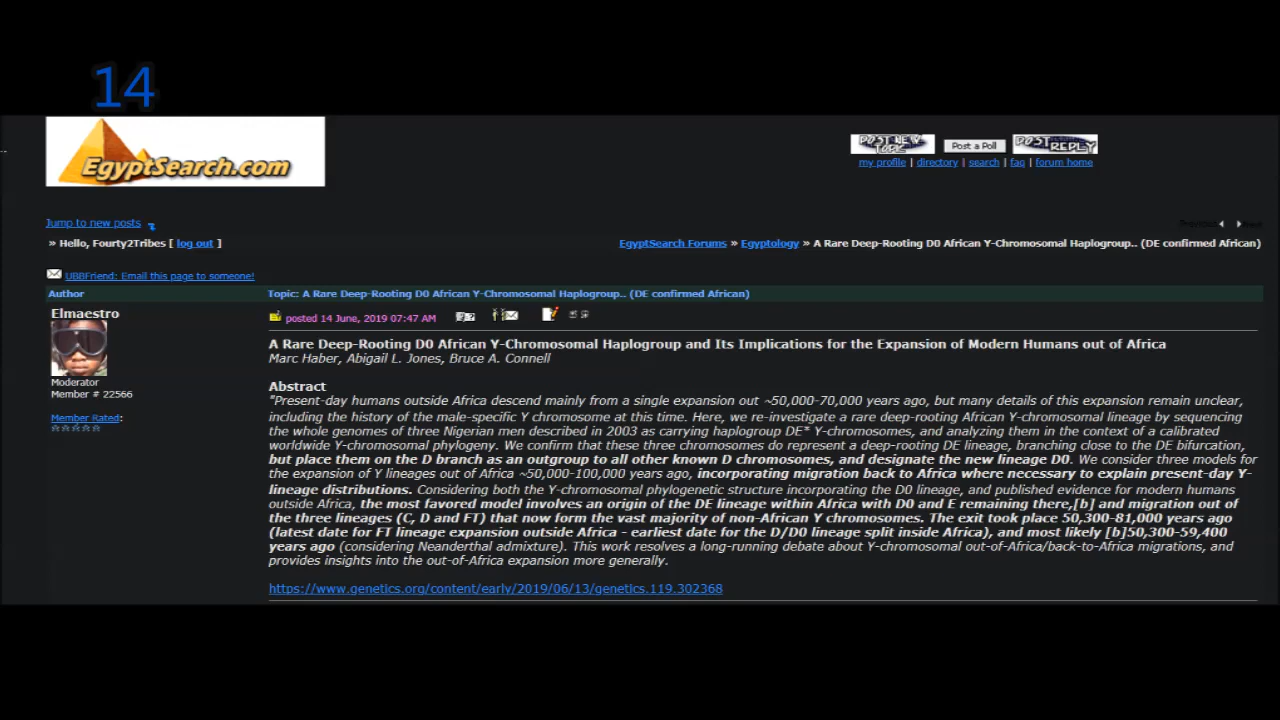 14
EgyptSearch.com
POST NEW TOPIC
Post a Poll
POST REPLY
my profile | directory | search | faq | forum home
Jump to new posts
Previous
» Hello, Fourty2Tribes [ log out ]
EgyptSearch Forums » Egyptology » A Rare Deep-Rooting D0 African Y-Chromosomal Haplogroup.. (DE confirmed African)
UBBFriend: Email this page to someone!
Author
Topic: A Rare Deep-Rooting D0 African Y-Chromosomal Haplogroup.. (DE confirmed African)
Elmaestro
Moderator
Member # 22566
Member Rated:
posted 14 June, 2019 07:47 AM
A Rare Deep-Rooting D0 African Y-Chromosomal Haplogroup and Its Implications for the Expansion of Modern Humans out of Africa
Marc Haber, Abigail L. Jones, Bruce A. Connell
Abstract
"Present-day humans outside Africa descend mainly from a single expansion out ~50,000-70,000 years ago, but many details of this expansion remain unclear,
including the history of the male-specific Y chromosome at this time. Here, we re-investigate a rare deep-rooting African Y-chromosomal lineage by sequencing
the whole genomes of three Nigerian men described in 2003 as carrying haplogroup DE* Y-chromosomes, and analyzing them in the context of a calibrated
worldwide Y-chromosomal phylogeny. We confirm that these three chromosomes do represent a deep-rooting DE lineage, branching close to the DE bifurcation,
but place them on the D branch as an outgroup to all other known D chromosomes, and designate the new lineage D0. We consider three models for
the expansion of Y lineages out of Africa ~50,000-100,000 years ago, incorporating migration back to Africa where necessary to explain present-day Y-
lineage distributions. Considering both the Y-chromosomal phylogenetic structure incorporating the D0 lineage, and published evidence for modern humans
outside Africa, the most favored model involves an origin of the DE lineage within Africa with D0 and E remaining there,[b] and migration out of
the three lineages (C, D and FT) that now form the vast majority of non-African Y chromosomes. The exit took place 50,300-81,000 years ago
(latest date for FT lineage expansion outside Africa - earliest date for the D/D0 lineage split inside Africa), and most likely [b]50,300-59,400
years ago (considering Neanderthal admixture). This work resolves a long-running debate about Y-chromosomal out-of-Africa/back-to-Africa migrations, and
provides insights into the out-of-Africa expansion more generally.
https://www.genetics.org/content/early/2019/06/13/genetics.119.302368